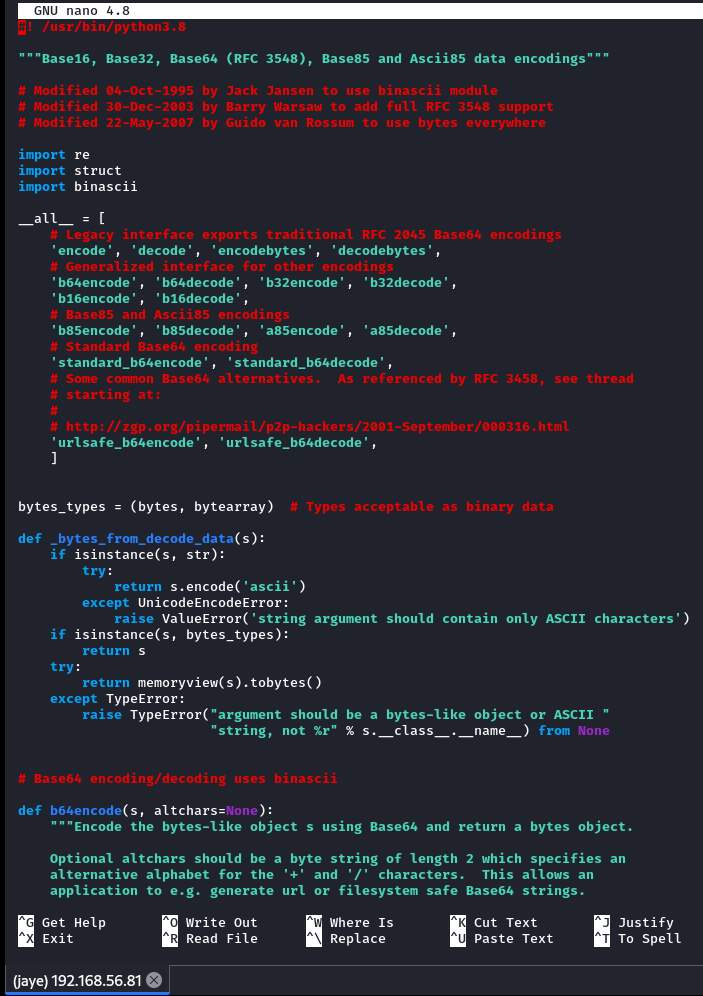 GNU nano 4.8
#! /usr/bin/python3.8

"""Base16, Base32, Base64 (RFC 3548), Base85 and Ascii85 data encodings"""

# Modified 04-Oct-1995 by Jack Jansen to use binascii module
# Modified 30-Dec-2003 by Barry Warsaw to add full RFC 3548 support
# Modified 22-May-2007 by Guido van Rossum to use bytes everywhere

import re
import struct
import binascii

__all__ = [
    # Legacy interface exports traditional RFC 2045 Base64 encodings
    'encode', 'decode', 'encodebytes', 'decodebytes',
    # Generalized interface for other encodings
    'b64encode', 'b64decode', 'b32encode', 'b32decode',
    'b16encode', 'b16decode',
    # Base85 and Ascii85 encodings
    'b85encode', 'b85decode', 'a85encode', 'a85decode',
    # Standard Base64 encoding
    'standard_b64encode', 'standard_b64decode',
    # Some common Base64 alternatives.  As referenced by RFC 3458, see thread
    # starting at:
    #
    # http://zgp.org/pipermail/p2p-hackers/2001-September/000316.html
    'urlsafe_b64encode', 'urlsafe_b64decode',
    ]

bytes_types = (bytes, bytearray)  # Types acceptable as binary data

def _bytes_from_decode_data(s):
    if isinstance(s, str):
        try:
            return s.encode('ascii')
        except UnicodeEncodeError:
            raise ValueError('string argument should contain only ASCII characters')
    if isinstance(s, bytes_types):
        return s
    try:
        return memoryview(s).tobytes()
    except TypeError:
        raise TypeError("argument should be a bytes-like object or ASCII "
                        "string, not %r" % s.__class__.__name__) from None

# Base64 encoding/decoding uses binascii

def b64encode(s, altchars=None):
    """Encode the bytes-like object s using Base64 and return a bytes object.

    Optional altchars should be a byte string of length 2 which specifies an
    alternative alphabet for the '+' and '/' characters.  This allows an
    application to e.g. generate url or filesystem safe Base64 strings.

^G Get Help ^O Write Out ^W Where Is ^K Cut Text ^J Justify
^X Exit ^R Read File ^\ Replace ^U Paste Text ^T To Spell
(jaye) 192.168.56.81